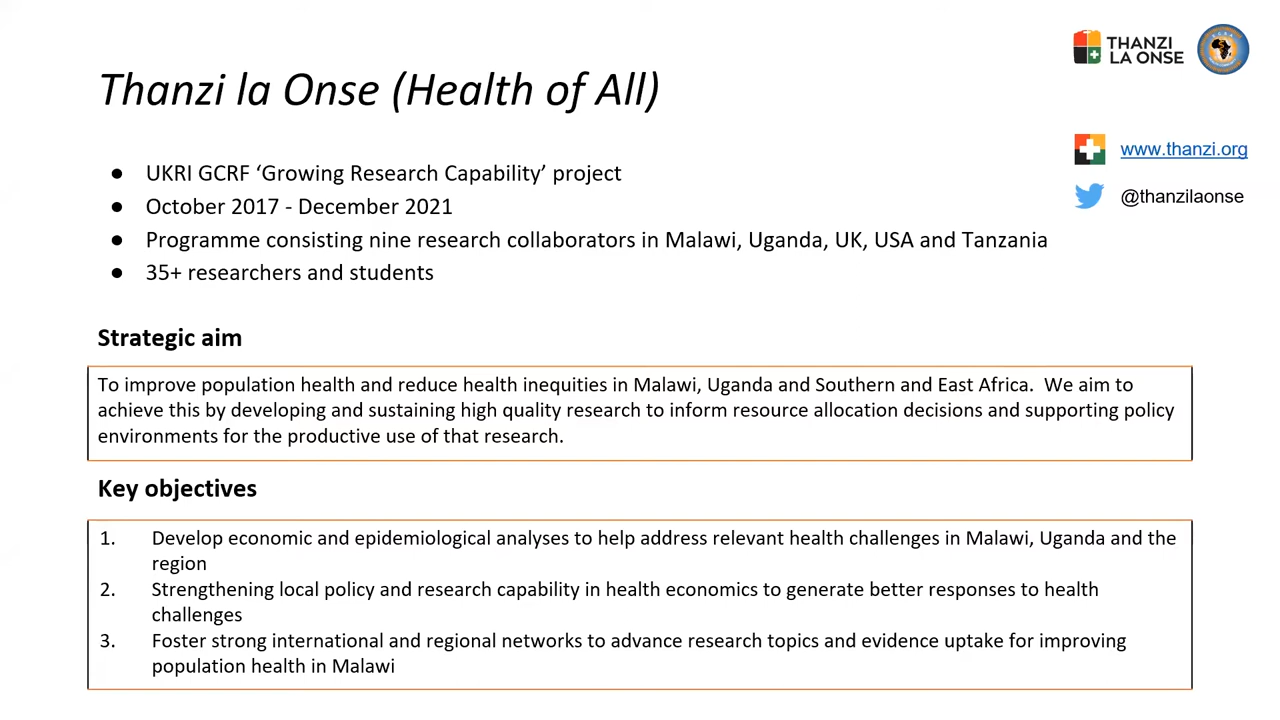 THANZI
LA ONSE
Thanzi la Onse (Health of All)
www.thanzi.org
@thanzilaonse
● UKRI GCRF ‘Growing Research Capability’ project
● October 2017 - December 2021
● Programme consisting nine research collaborators in Malawi, Uganda, UK, USA and Tanzania
● 35+ researchers and students
Strategic aim
To improve population health and reduce health inequities in Malawi, Uganda and Southern and East Africa. We aim to
achieve this by developing and sustaining high quality research to inform resource allocation decisions and supporting policy
environments for the productive use of that research.
Key objectives
1. Develop economic and epidemiological analyses to help address relevant health challenges in Malawi, Uganda and the
region
2. Strengthening local policy and research capability in health economics to generate better responses to health
challenges
3. Foster strong international and regional networks to advance research topics and evidence uptake for improving
population health in Malawi